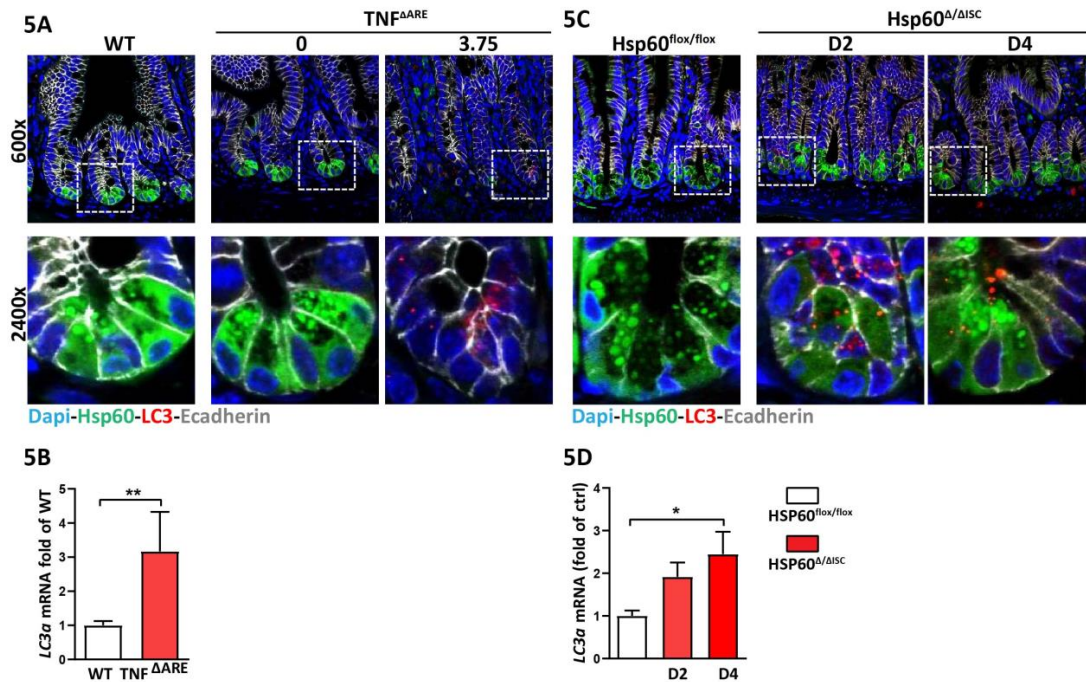 5A
TNF^ΔARE
WT
0
3.75
600x
2400x
Dapi-Hsp60-LC3-Ecadherin
5C
Hsp60^Δ/ΔISC
Hsp60^flox/flox
D2
D4
Dapi-Hsp60-LC3-Ecadherin
5B
LC3a mRNA fold of WT
5
4
3
2
1
0
**
WT TNF^ΔARE
5D
LC3a mRNA (fold of ctrl)
4
3
2
1
0
*
D2 D4
HSP60^flox/flox
HSP60^Δ/ΔISC